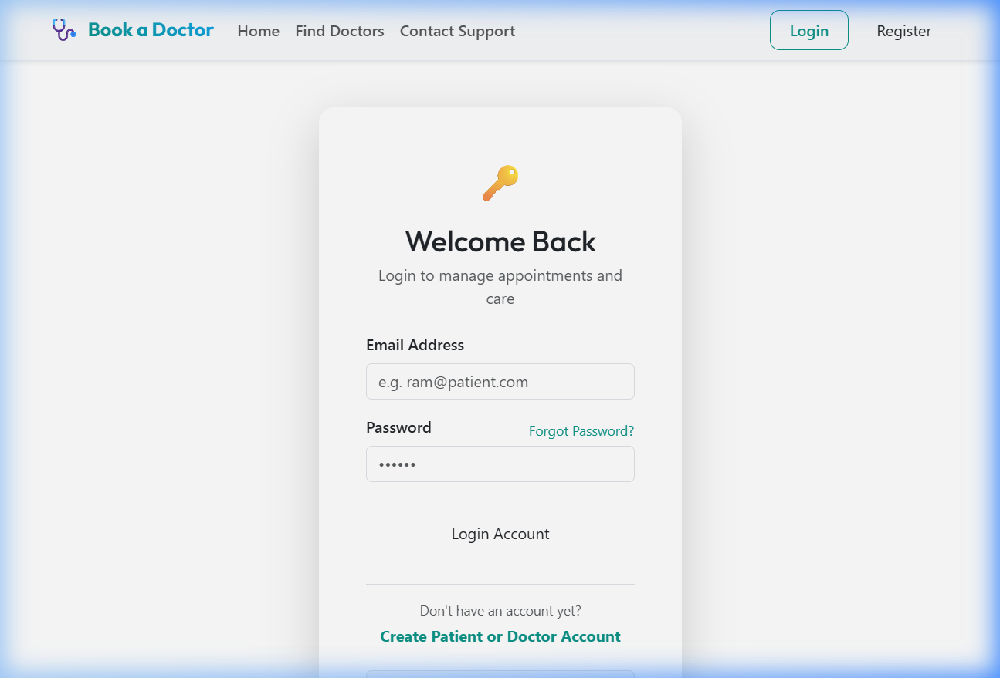 Book a Doctor
Home
Find Doctors
Contact Support
Login
Register
Welcome Back
Login to manage appointments and
care
Email Address
e.g. ram@patient.com
Password
Forgot Password?
••••••
Login Account
Don't have an account yet?
Create Patient or Doctor Account